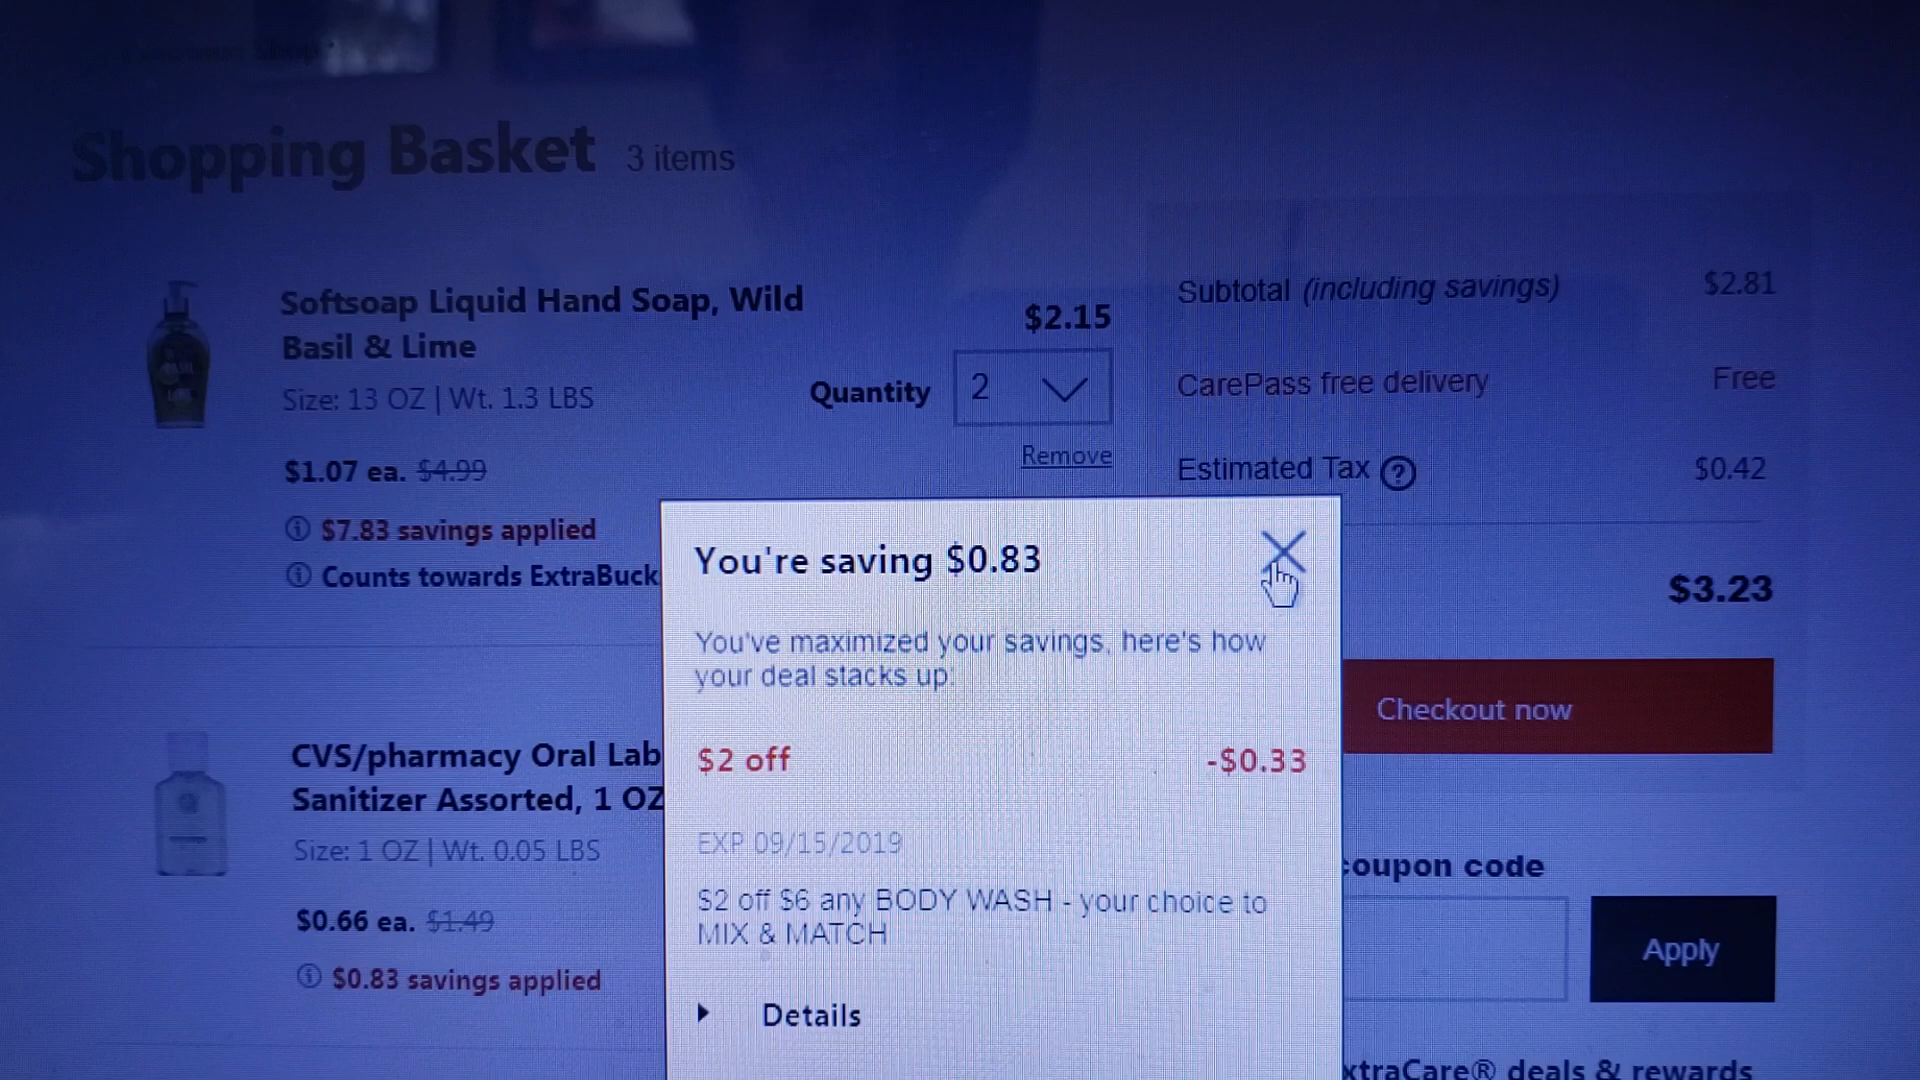 Shopping Basket 3 items
Softsoap Liquid Hand Soap, Wild
Basil & Lime
Size: 13 OZ | Wt. 1.3 LBS
$2.15
Quantity 2
Remove
$1.07 ea. $4.99
$7.83 savings applied
Counts towards ExtraBuck
Subtotal (including savings) $2.81
CarePass free delivery Free
Estimated Tax ? $0.42
$3.23
Checkout now
You're saving $0.83
You've maximized your savings, here's how
your deal stacks up:
$2 off -$0.33
EXP 09/15/2019
$2 off $6 any BODY WASH - your choice to
MIX & MATCH
Details
CVS/pharmacy Oral Lab
Sanitizer Assorted, 1 OZ
Size: 1 OZ | Wt. 0.05 LBS
$0.66 ea. $1.49
$0.83 savings applied
coupon code
Apply
xtraCare® deals & rewards